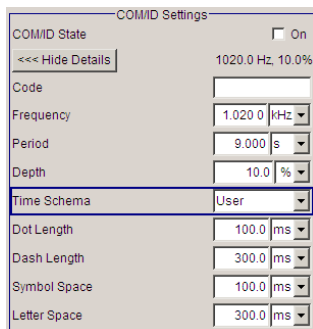 COM/ID Settings
COM/ID State On
<<< Hide Details 1020.0 Hz, 10.0%
Code
Frequency 1.020 0 kHz
Period 9.000 s
Depth 10.0 %
Time Schema User
Dot Length 100.0 ms
Dash Length 300.0 ms
Symbol Space 100.0 ms
Letter Space 300.0 ms